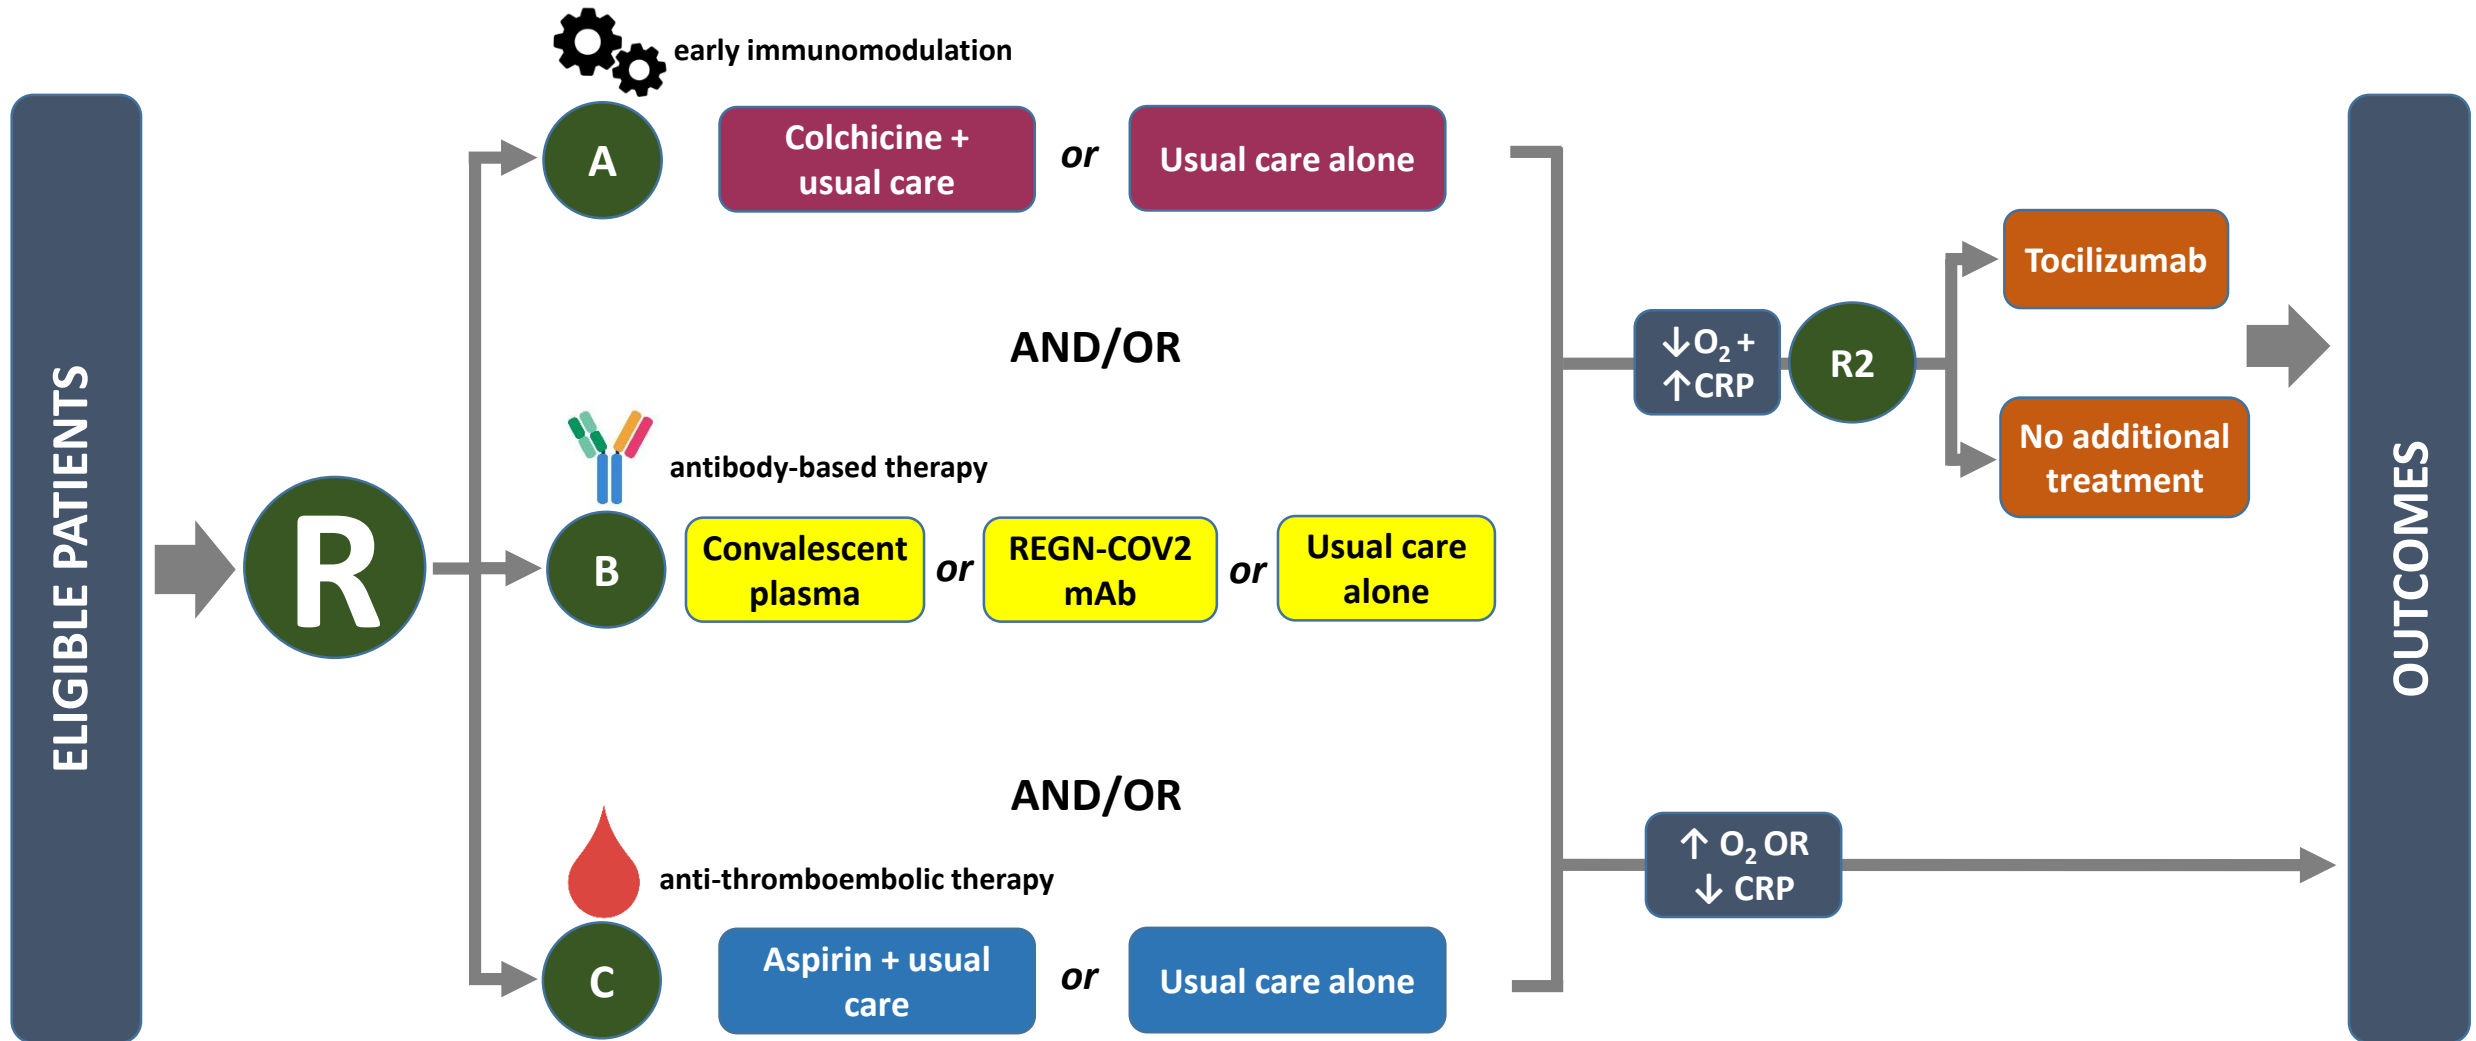 ELIGIBLE PATIENTS
R
early immunomodulation
A
Colchicine +
usual care
or
Usual care alone
AND/OR
antibody-based therapy
B
Convalescent
plasma
or
REGN-COV2
mAb
or
Usual care
alone
AND/OR
anti-thromboembolic therapy
C
Aspirin + usual
care
or
Usual care alone
↓O₂ +
↑CRP
R2
Tocilizumab
No additional
treatment
↑ O₂ OR
↓ CRP
OUTCOMES